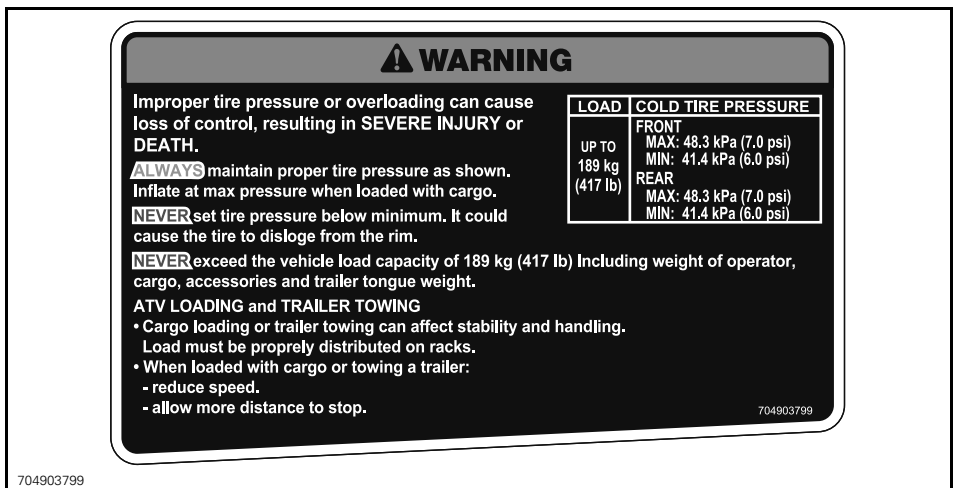 WARNING
Improper tire pressure or overloading can cause
loss of control, resulting in SEVERE INJURY or
DEATH.
ALWAYS maintain proper tire pressure as shown.
Inflate at max pressure when loaded with cargo.
NEVER set tire pressure below minimum. It could
cause the tire to disloge from the rim.
LOAD COLD TIRE PRESSURE
UP TO
189 kg
(417 lb)
FRONT
MAX: 48.3 kPa (7.0 psi)
MIN: 41.4 kPa (6.0 psi)
REAR
MAX: 48.3 kPa (7.0 psi)
MIN: 41.4 kPa (6.0 psi)
NEVER exceed the vehicle load capacity of 189 kg (417 lb) Including weight of operator,
cargo, accessories and trailer tongue weight.
ATV LOADING and TRAILER TOWING
• Cargo loading or trailer towing can affect stability and handling.
Load must be proprely distributed on racks.
• When loaded with cargo or towing a trailer:
- reduce speed.
- allow more distance to stop.
704903799
704903799